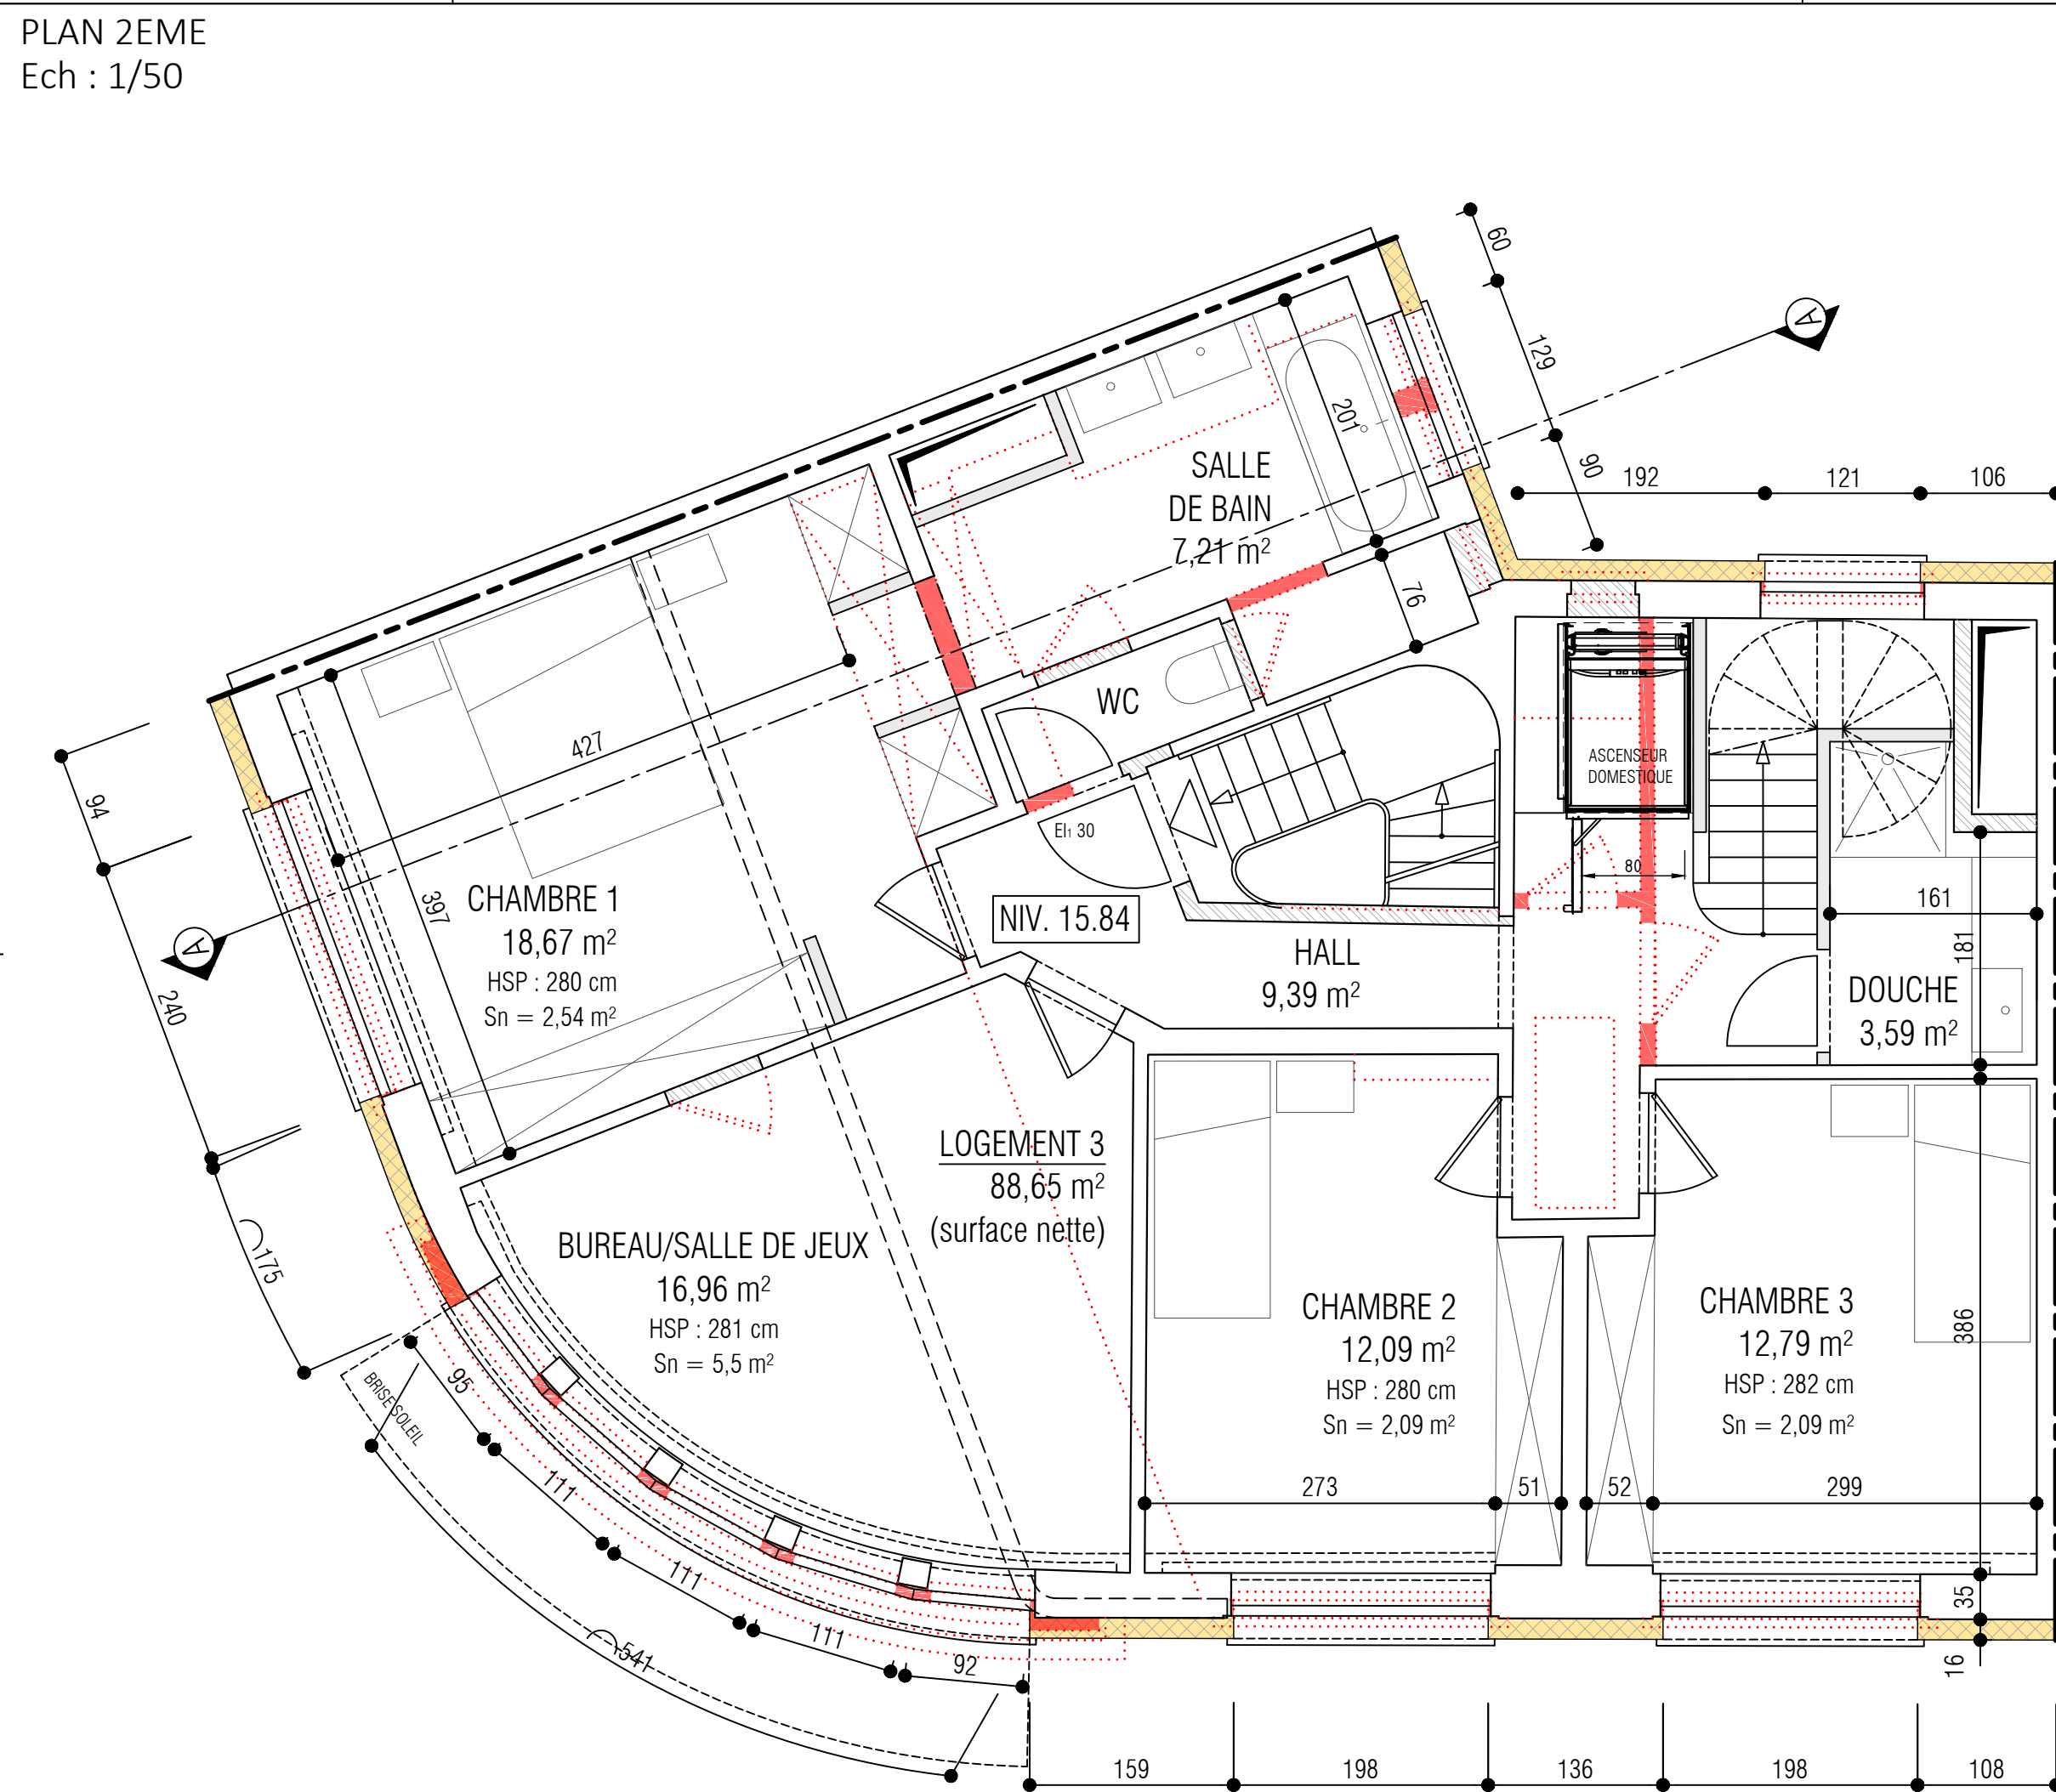 PLAN 2EME
Ech : 1/50
60
129
90
A
192
121
106
201
SALLE
DE BAIN
7,21 m²
76
WC
427
ASCENSEUR
DOMESTIQUE
94
EI1 30
80
CHAMBRE 1
18,67 m²
HSP : 280 cm
Sn = 2,54 m²
397
NIV. 15.84
161
181
A
240
HALL
9,39 m²
DOUCHE
3,59 m²
LOGEMENT 3
88,65 m²
(surface nette)
175
BUREAU/SALLE DE JEUX
16,96 m²
HSP : 281 cm
Sn = 5,5 m²
CHAMBRE 2
12,09 m²
HSP : 280 cm
Sn = 2,09 m²
CHAMBRE 3
12,79 m²
HSP : 282 cm
Sn = 2,09 m²
386
95
BRISE SOLEIL
273
51
52
299
111
111
111
92
541
35
16
159
198
136
198
108